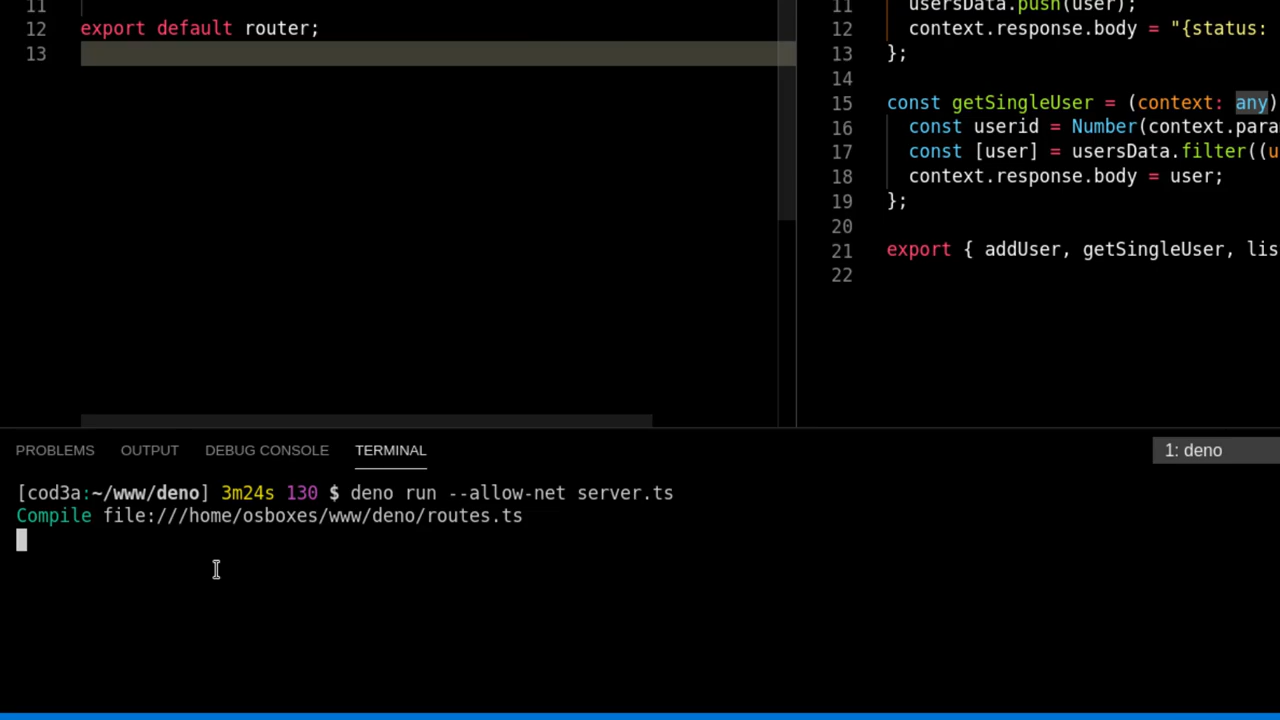 11
12 export default router;
13
11 usersData.push(user);
12 context.response.body = "{status:
13 };
14
15 const getSingleUser = (context: any)
16 const userid = Number(context.para
17 const [user] = usersData.filter((u
18 context.response.body = user;
19 };
20
21 export { addUser, getSingleUser, lis
22
PROBLEMS OUTPUT DEBUG CONSOLE TERMINAL 1: deno
[cod3a:~/www/deno] 3m24s 130 $ deno run --allow-net server.ts
Compile file:///home/osboxes/www/deno/routes.ts